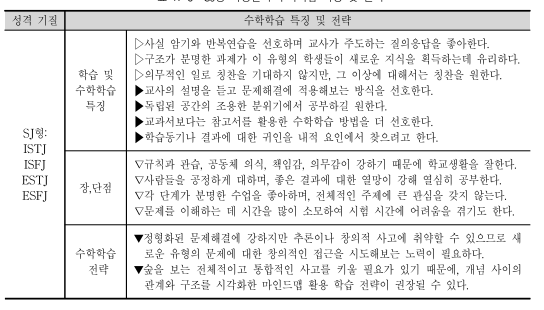 성격 기질 수학학습 특징 및 전략
SJ형:
ISTJ
ISFJ
ESTJ
ESFJ
학습 및
수학학습
특징
▷사실 암기와 반복연습을 선호하며 교사가 주도하는 질의응답을 좋아한다.
▷구조가 분명한 과제가 이 유형의 학생들이 새로운 지식을 획득하는데 유리하다.
▷의무적인 일로 칭찬을 기대하지 않지만, 그 이상에 대해서는 칭찬을 원한다.
▶교사의 설명을 듣고 문제해결에 적용해보는 방식을 선호한다.
▶독립된 공간의 조용한 분위기에서 공부하길 원한다.
▶교과서보다는 참고서를 활용한 수학학습 방법을 더 선호한다.
▶학습동기나 결과에 대한 귀인을 내적 요인에서 찾으려고 한다.
장,단점
▽규칙과 관습, 공동체 의식, 책임감, 의무감이 강하기 때문에 학교생활을 잘한다.
▽사람들을 공정하게 대하며, 좋은 결과에 대한 열망이 강해 열심히 공부한다.
▽각 단계가 분명한 수업을 좋아하며, 전체적인 주제에 큰 관심을 갖지 않는다.
▽문제를 이해하는 데 시간을 많이 소모하여 시험 시간에 어려움을 겪기도 한다.
수학학습
전략
▼정형화된 문제해결에 강하지만 추론이나 창의적 사고에 취약할 수 있으므로 새
로운 유형의 문제에 대한 창의적인 접근을 시도해보는 노력이 필요하다.
▼숲을 보는 전체적이고 통합적인 사고를 키울 필요가 있기 때문에, 개념 사이의
관계와 구조를 시각화한 마인드맵 활용 학습 전략이 권장될 수 있다.